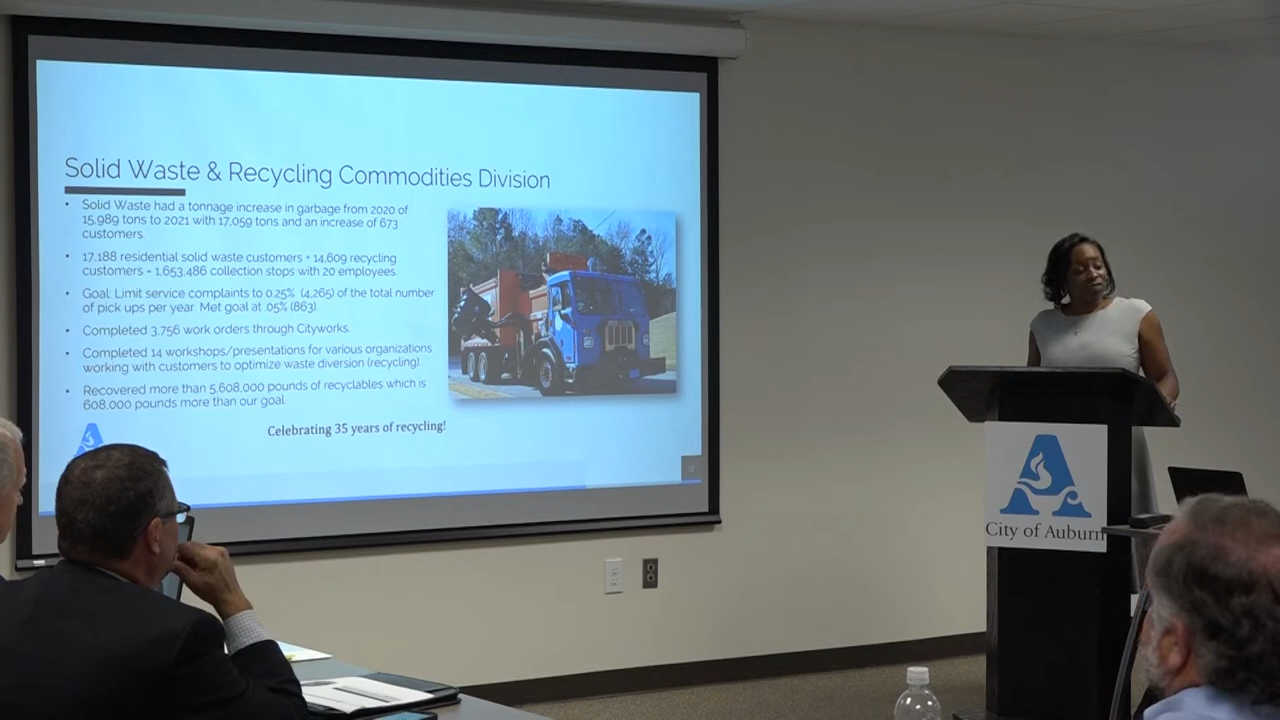 Solid Waste & Recycling Commodities Division
• Solid Waste had a tonnage increase in garbage from 2020 of
15,989 tons to 2021 with 17,059 tons and an increase of 673
customers.
• 17,188 residential solid waste customers + 14,609 recycling
customers = 1,653,486 collection stops with 20 employees.
• Goal: Limit service complaints to 0.25% (4,265) of the total number
of pick ups per year. Met goal at .05% (863).
• Completed 3,756 work orders through Cityworks.
• Completed 14 workshops/presentations for various organizations
working with customers to optimize waste diversion (recycling).
• Recovered more than 5,608,000 pounds of recyclables which is
608,000 pounds more than our goal.
Celebrating 35 years of recycling!
17
City of Auburn